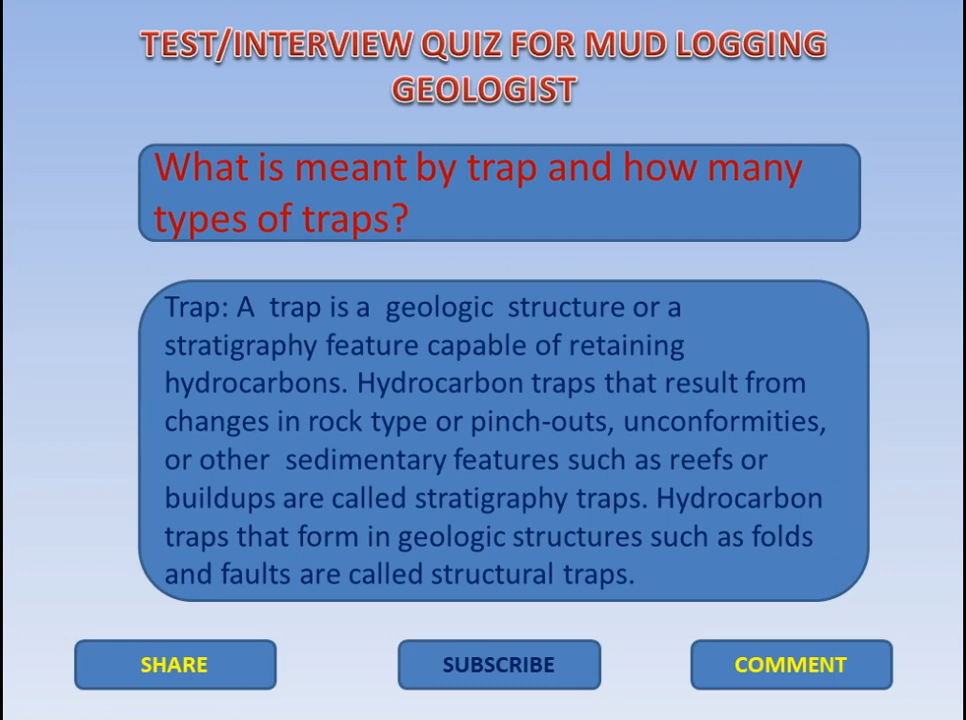 TEST/INTERVIEW QUIZ FOR MUD LOGGING
GEOLOGIST
What is meant by trap and how many
types of traps?
Trap: A trap is a geologic structure or a
stratigraphy feature capable of retaining
hydrocarbons. Hydrocarbon traps that result from
changes in rock type or pinch-outs, unconformities,
or other sedimentary features such as reefs or
buildups are called stratigraphy traps. Hydrocarbon
traps that form in geologic structures such as folds
and faults are called structural traps.
SHARE
SUBSCRIBE
COMMENT